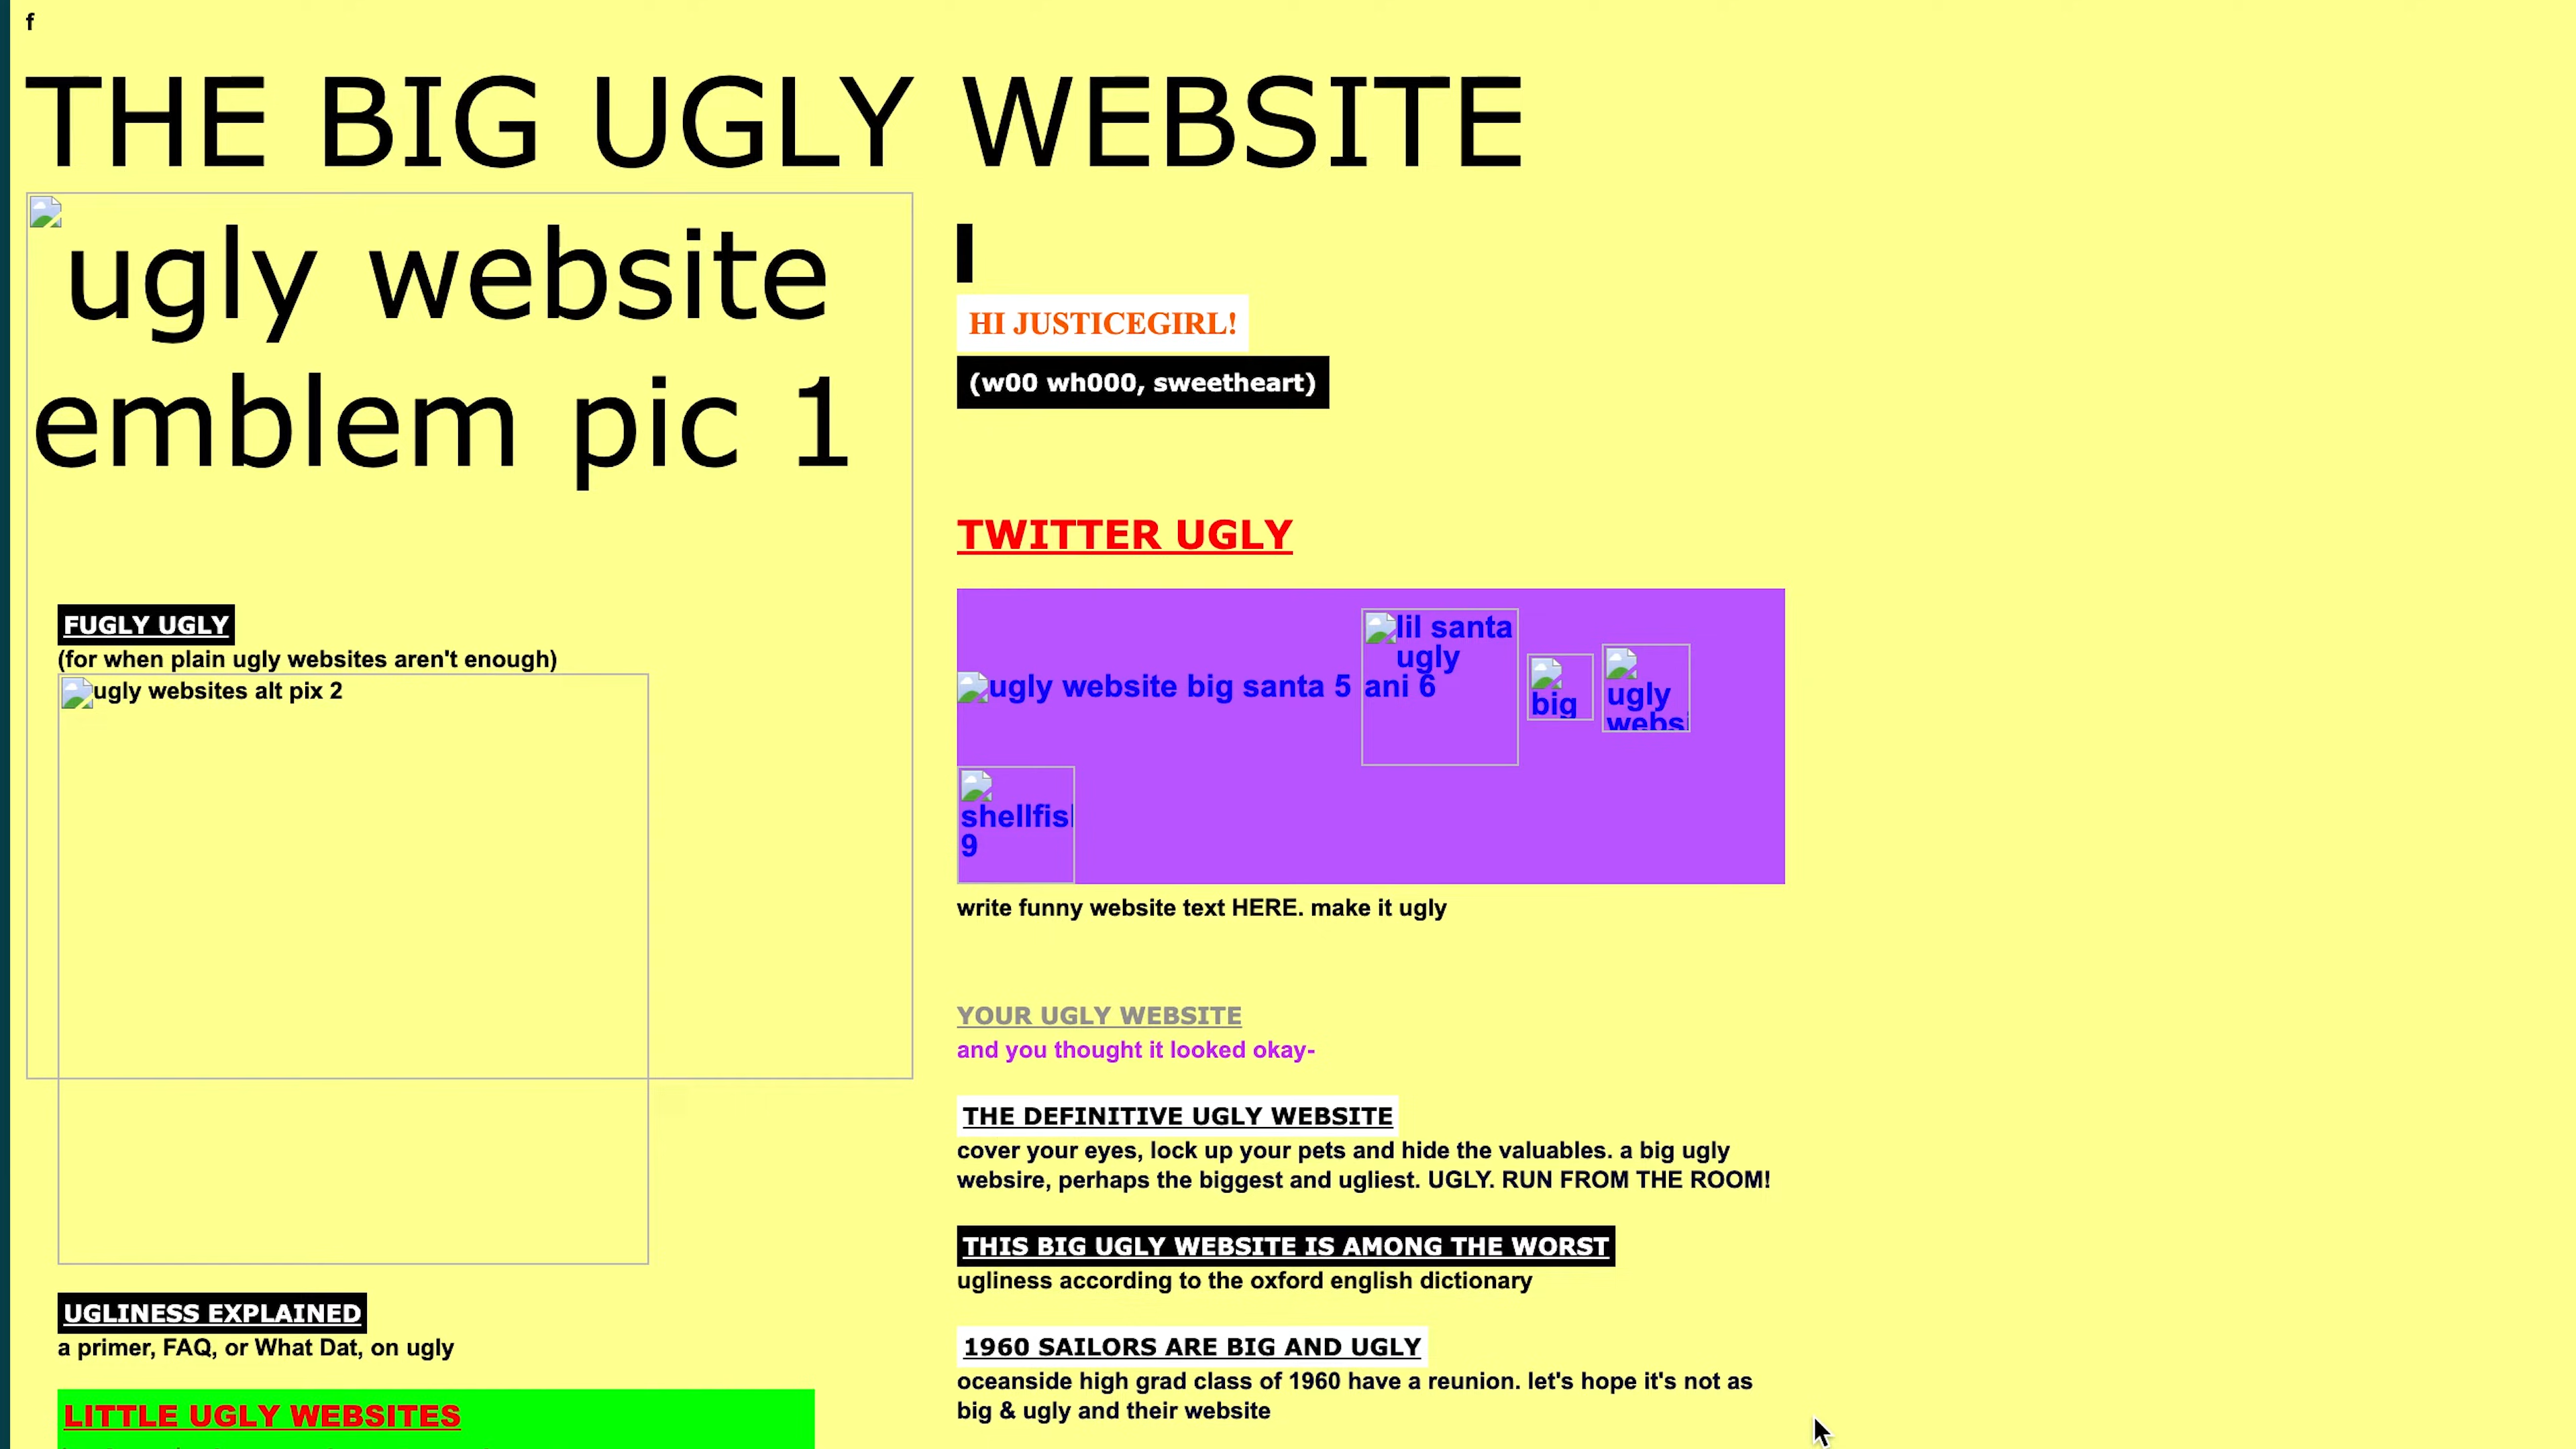 f
THE BIG UGLY WEBSITE
ugly website
emblem pic 1
FUGLY UGLY
(for when plain ugly websites aren't enough)
ugly websites alt pix 2
UGLINESS EXPLAINED
a primer, FAQ, or What Dat, on ugly
LITTLE UGLY WEBSITES
I
HI JUSTICEGIRL!
(w00 wh000, sweetheart)
TWITTER UGLY
ugly website big santa 5
lil santa
ugly
ani 6
big
ugly
websi
shellfis
9
write funny website text HERE. make it ugly
YOUR UGLY WEBSITE
and you thought it looked okay-
THE DEFINITIVE UGLY WEBSITE
cover your eyes, lock up your pets and hide the valuables. a big ugly
websire, perhaps the biggest and ugliest. UGLY. RUN FROM THE ROOM!
THIS BIG UGLY WEBSITE IS AMONG THE WORST
ugliness according to the oxford english dictionary
1960 SAILORS ARE BIG AND UGLY
oceanside high grad class of 1960 have a reunion. let's hope it's not as
big & ugly and their website